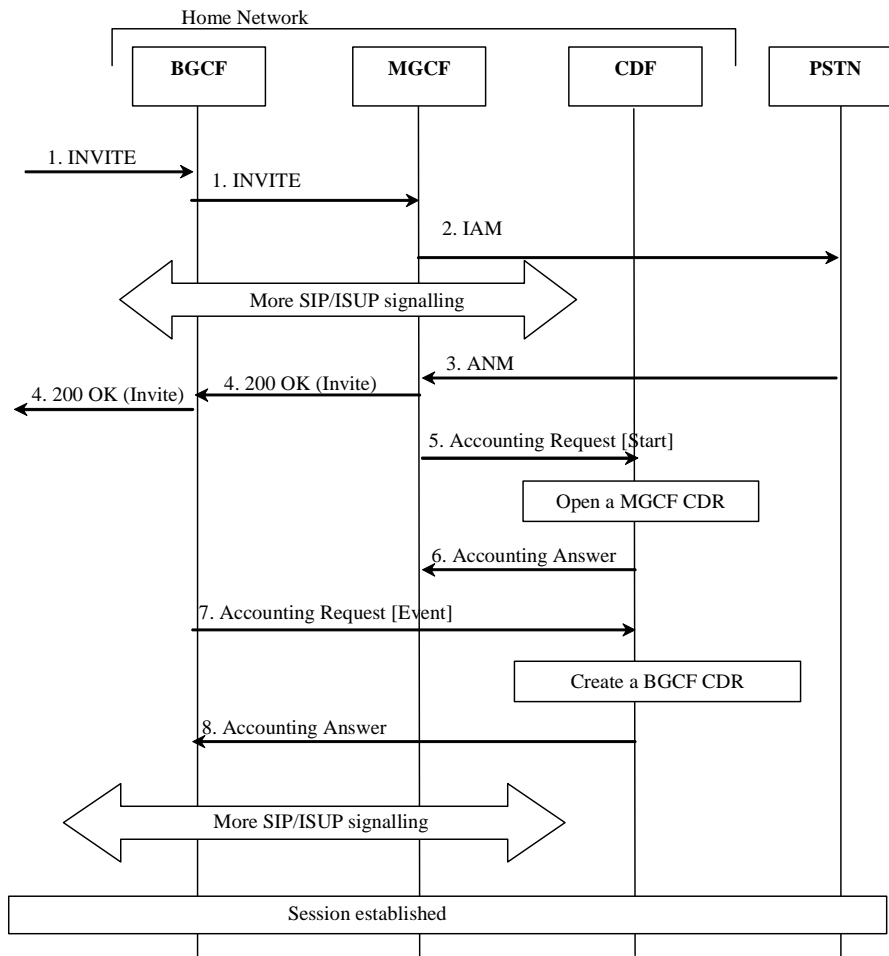 Home Network
BGCF
MGCF
CDF
PSTN
1. INVITE
1. INVITE
2. IAM
More SIP/ISUP signalling
3. ANM
4. 200 OK (Invite)
4. 200 OK (Invite)
5. Accounting Request [Start]
Open a MGCF CDR
6. Accounting Answer
7. Accounting Request [Event]
Create a BGCF CDR
8. Accounting Answer
More SIP/ISUP signalling
Session established